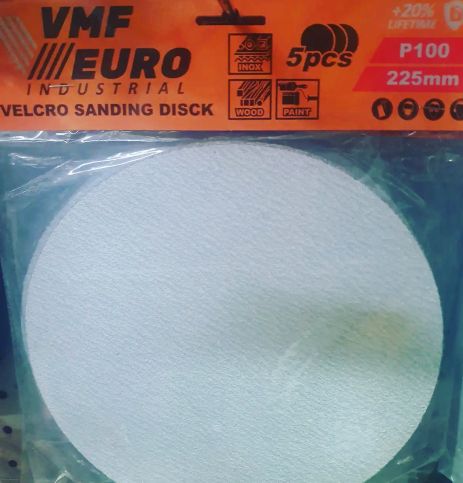 VMF
EURO
INDUSTRIAL
VELCRO SANDING DISCK
INOX
WOOD
PAINT
5pcs
+20%
LIFETIME
P100
225mm